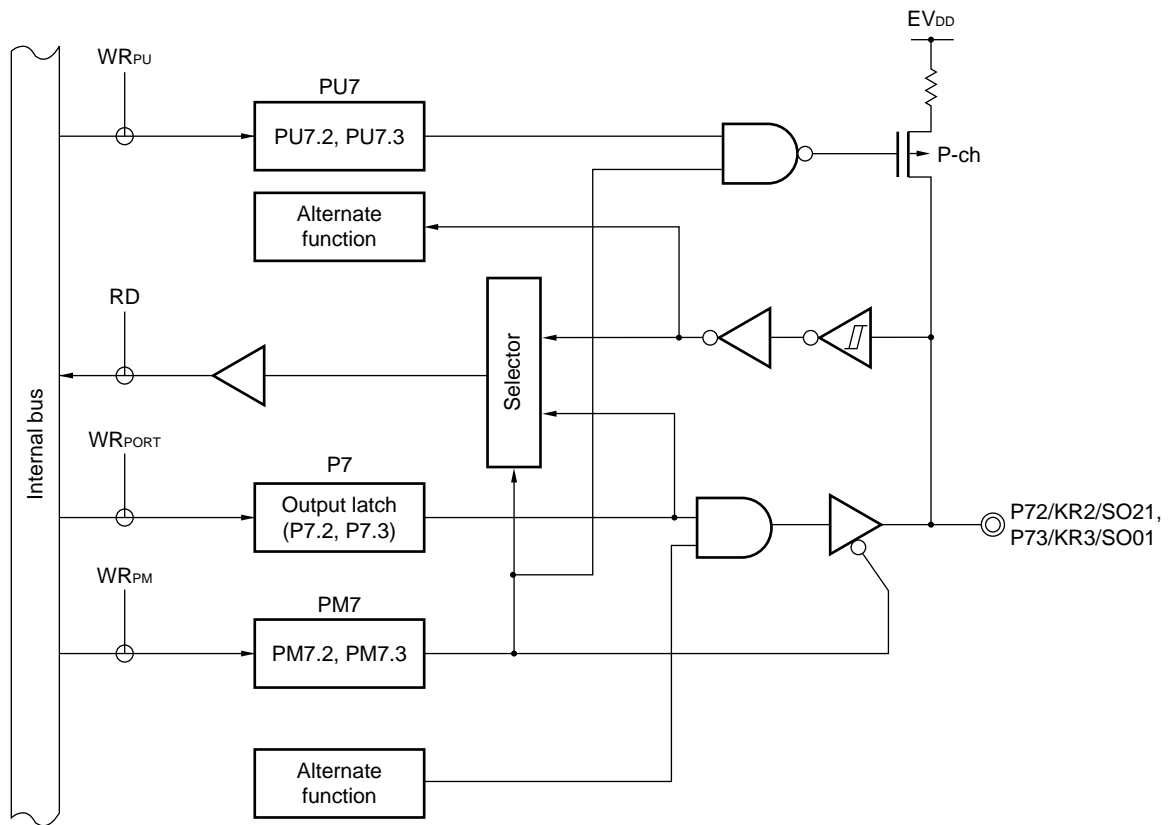 EVDD
WRPU
PU7
PU7.2, PU7.3
P-ch
Alternate
function
RD
Selector
Internal bus
WRPORT
P7
Output latch
(P7.2, P7.3)
P72/KR2/SO21,
P73/KR3/SO01
WRPM
PM7
PM7.2, PM7.3
Alternate
function